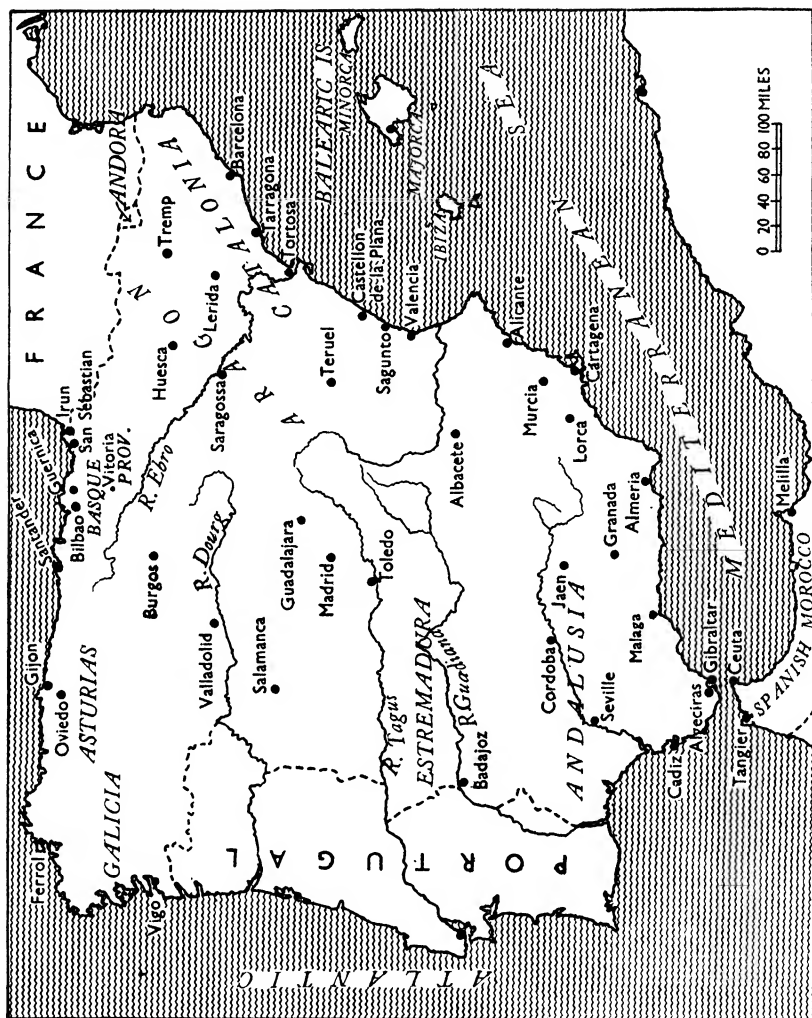 FRANCE
Santander
Gijon
Oviedo
Ferrol
ASTURIAS
GALICIA
Vigo
Guernica
Bilbao
BASQUE
Vitoria
PROV.
Irun
San Sebastian
ANDORRA
R. Ebro
Huesca
Tremp
Burgos
Lerida
CATALONIA
Barcelona
Tarragona
Tortosa
Saragossa
ARAGON
Valladolid
R. Douro
Salamanca
Guadalajara
Madrid
Toledo
Teruel
Castellon
de-la.Plana
Sagunto
Valencia
BALEARIC IS.
MINORCA
MAJORCA
IBIZA
PORTUGAL
ATLANTIC
R. Tagus
ESTREMADURA
R.Guadiana
Badajoz
Albacete
Alicante
Murcia
Cartagena
Lorca
Cordoba
Jaen
Granada
Almeria
ANDALUSIA
Seville
Malaga
Cadiz
Algeciras
Gibraltar
Ceuta
Tangier
SPANISH MOROCCO
Melilla
MEDITERRANEAN SEA
0 20 40 60 80 100 MILES